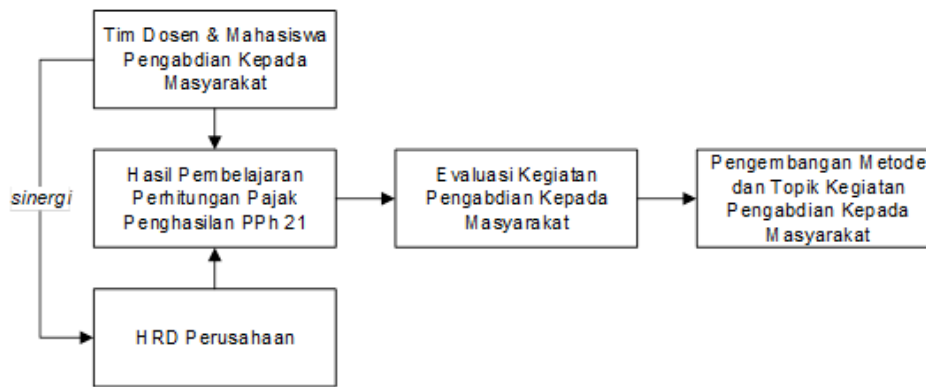 Tim Dosen & Mahasiswa
Pengabdian Kepada
Masyarakat
sinergi
Hasil Pembelajaran
Perhitungan Pajak
Penghasilan PPh 21
Evaluasi Kegiatan
Pengabdian Kepada
Masyarakat
Pengembangan Metode
dan Topik Kegiatan
Pengabdian Kepada
Masyarakat
HRD Perusahaan